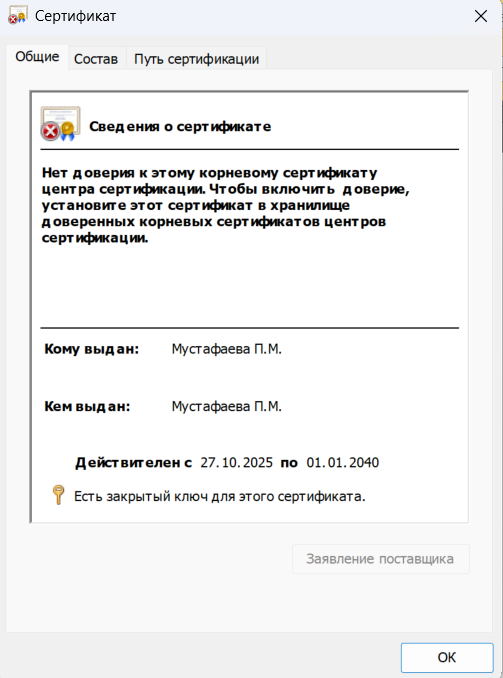 Сертификат
Общие Состав Путь сертификации
Сведения о сертификате
Нет доверия к этому корневому сертификату
центра сертификации. Чтобы включить доверие,
установите этот сертификат в хранилище
доверенных корневых сертификатов центров
сертификации.
Кому выдан: Мустафаева П.М.
Кем выдан: Мустафаева П.М.
Действителен с 27.10.2025 по 01.01.2040
Есть закрытый ключ для этого сертификата.
Заявление поставщика
ОК